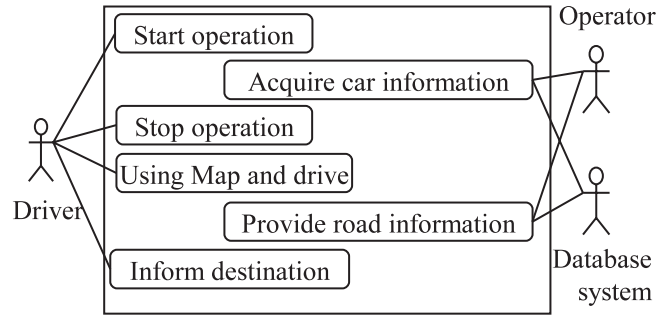 Operator
Start operation
Acquire car information
Stop operation
Using Map and drive
Driver
Provide road information
Database
system
Inform destination